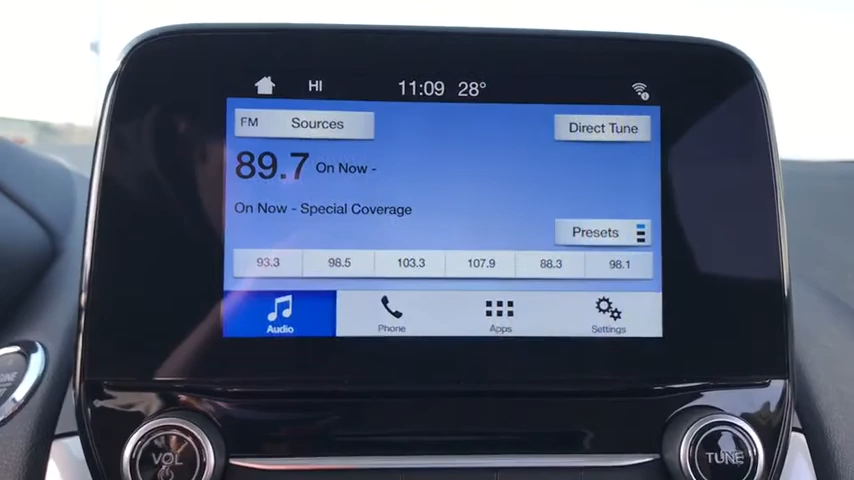 HI 11:09 28°
FM Sources Direct Tune
89.7 On Now -
On Now - Special Coverage
Presets
93.3 98.5 103.3 107.9 88.3 98.1
Audio Phone Apps Settings
VOL TUNE